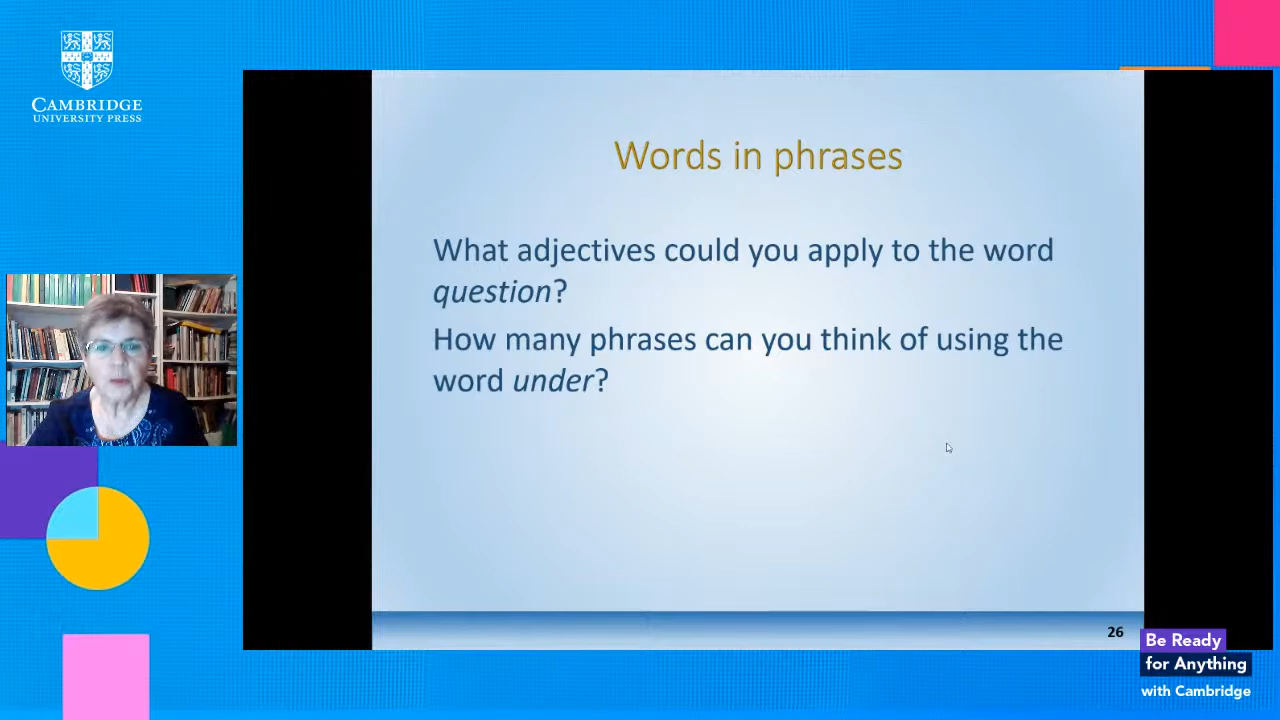 CAMBRIDGE
UNIVERSITY PRESS
Words in phrases
What adjectives could you apply to the word
question?
How many phrases can you think of using the
word under?
26
Be Ready
for Anything
with Cambridge